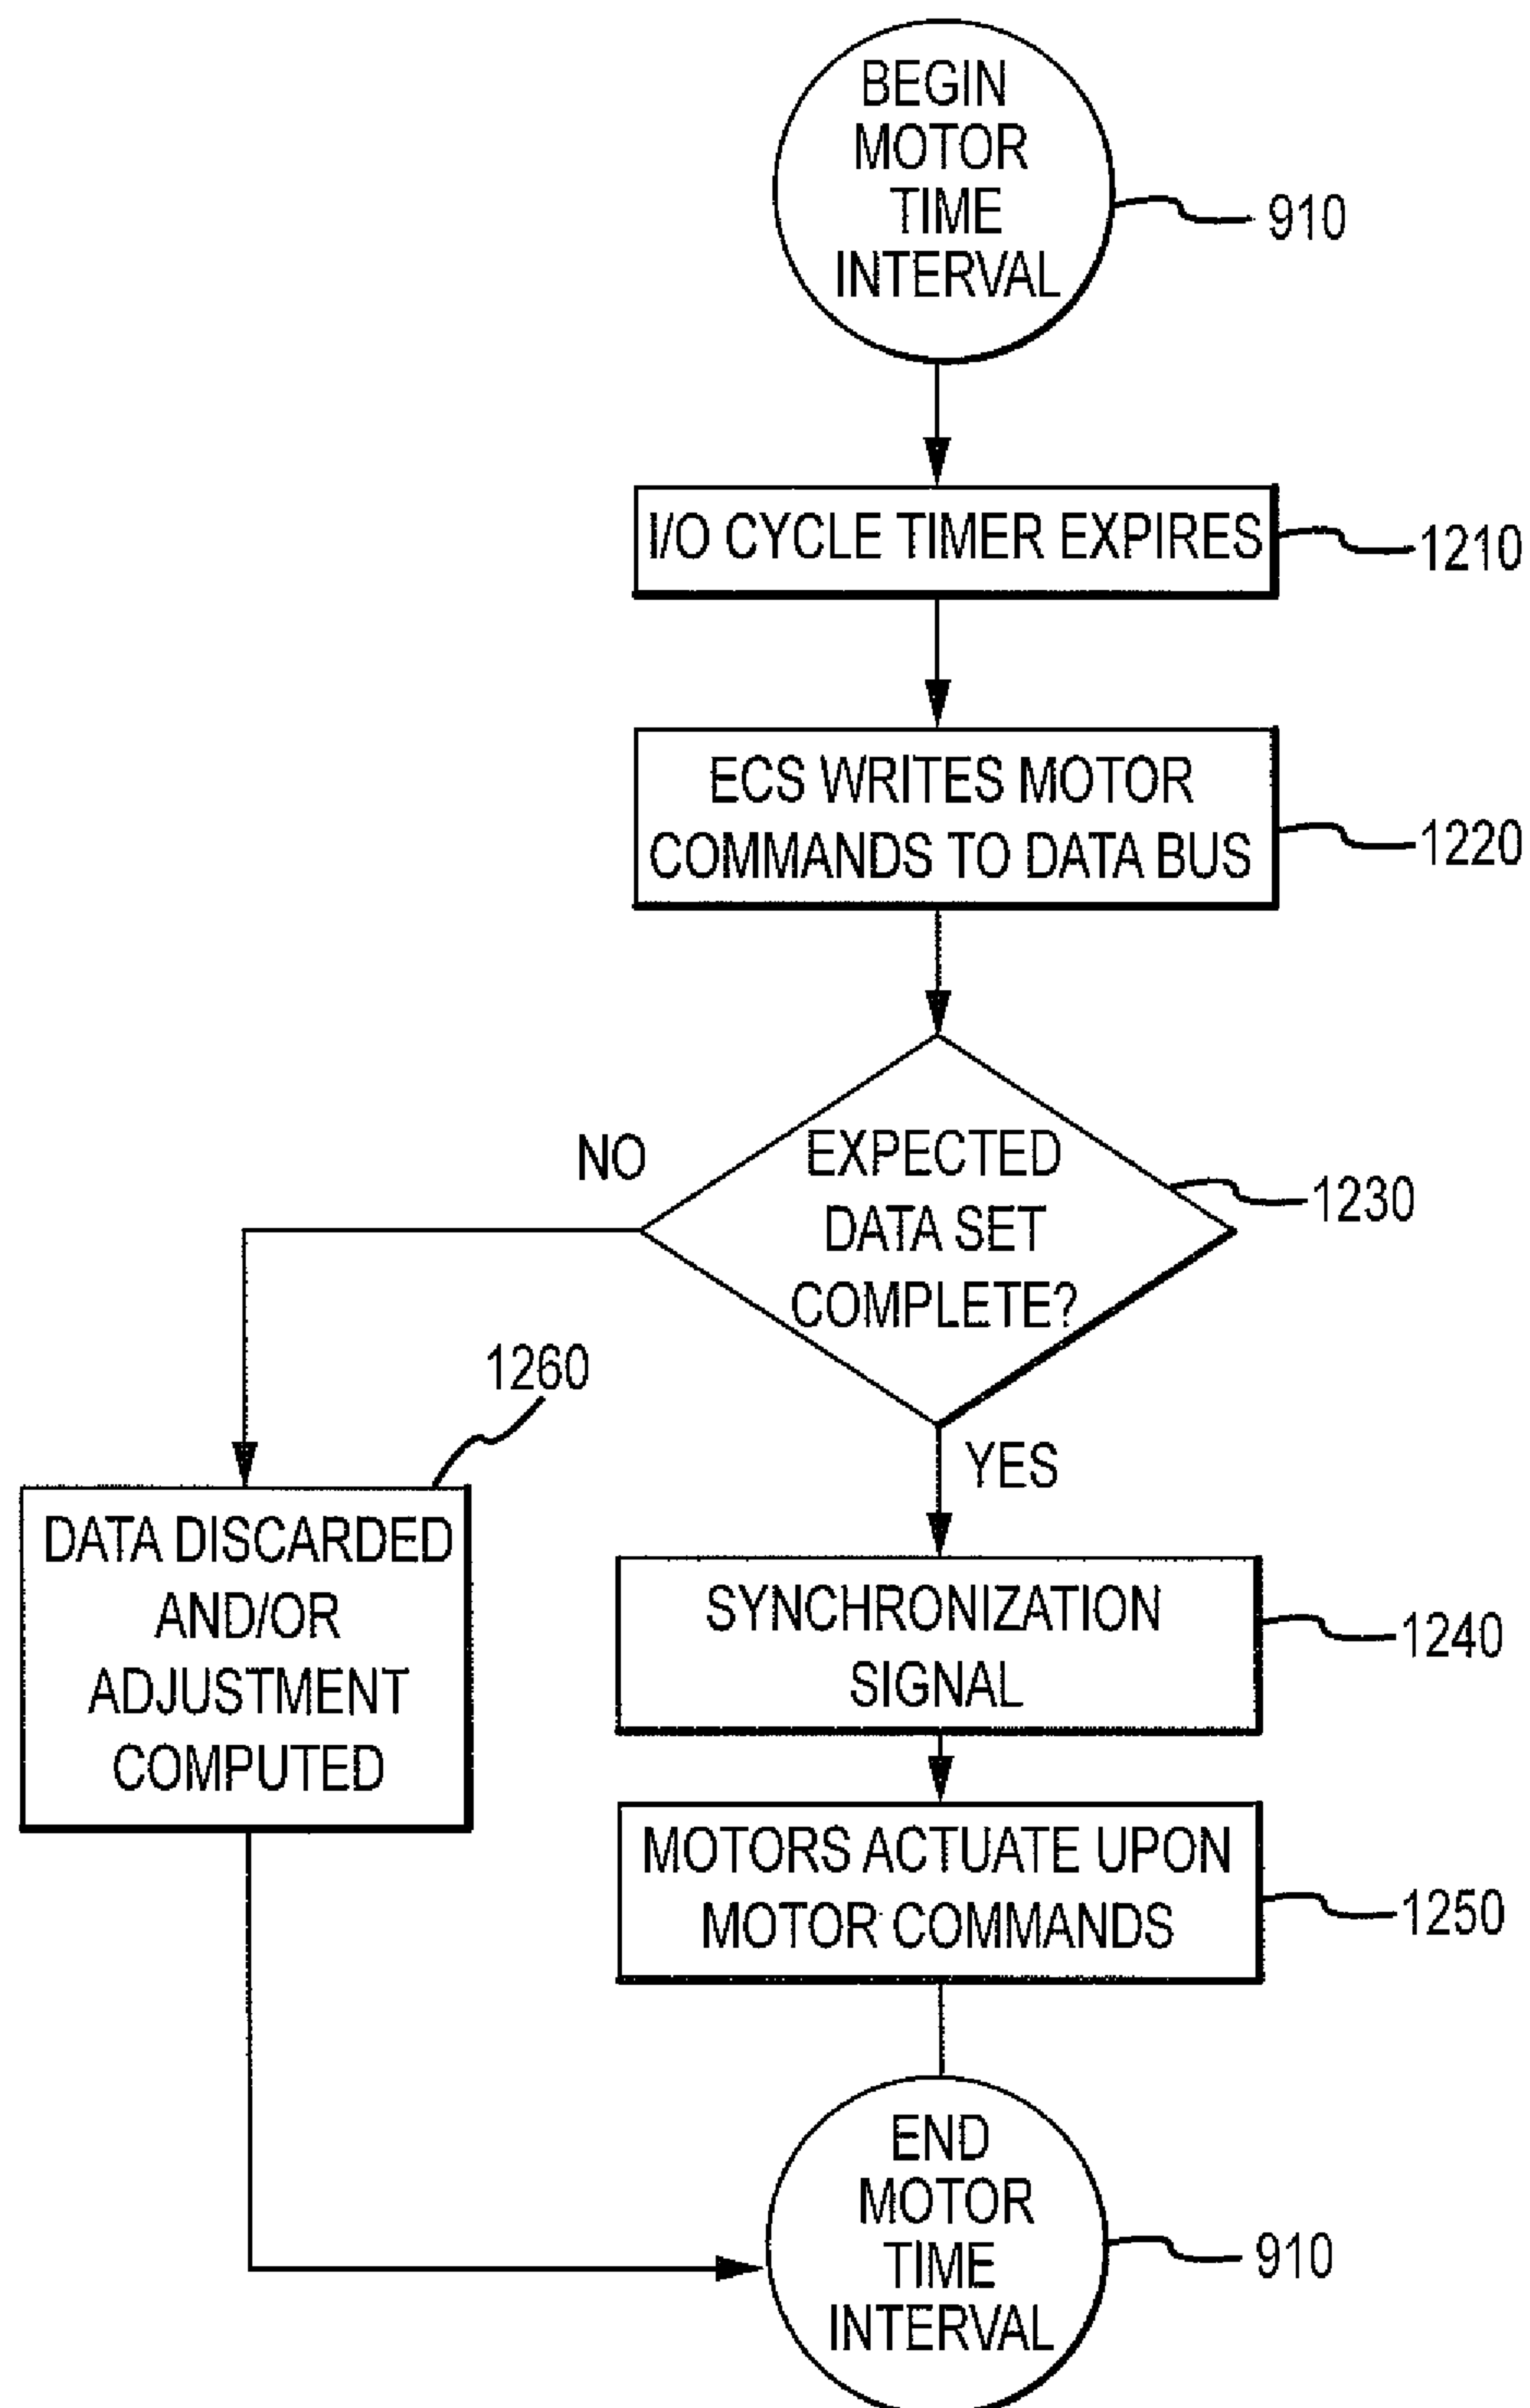 BEGIN
MOTOR
TIME
INTERVAL
910
I/O CYCLE TIMER EXPIRES
1210
ECS WRITES MOTOR
COMMANDS TO DATA BUS
1220
NO
EXPECTED
DATA SET
COMPLETE?
1230
1260
YES
DATA DISCARDED
AND/OR
ADJUSTMENT
COMPUTED
SYNCHRONIZATION
SIGNAL
1240
MOTORS ACTUATE UPON
MOTOR COMMANDS
1250
END
MOTOR
TIME
INTERVAL
910